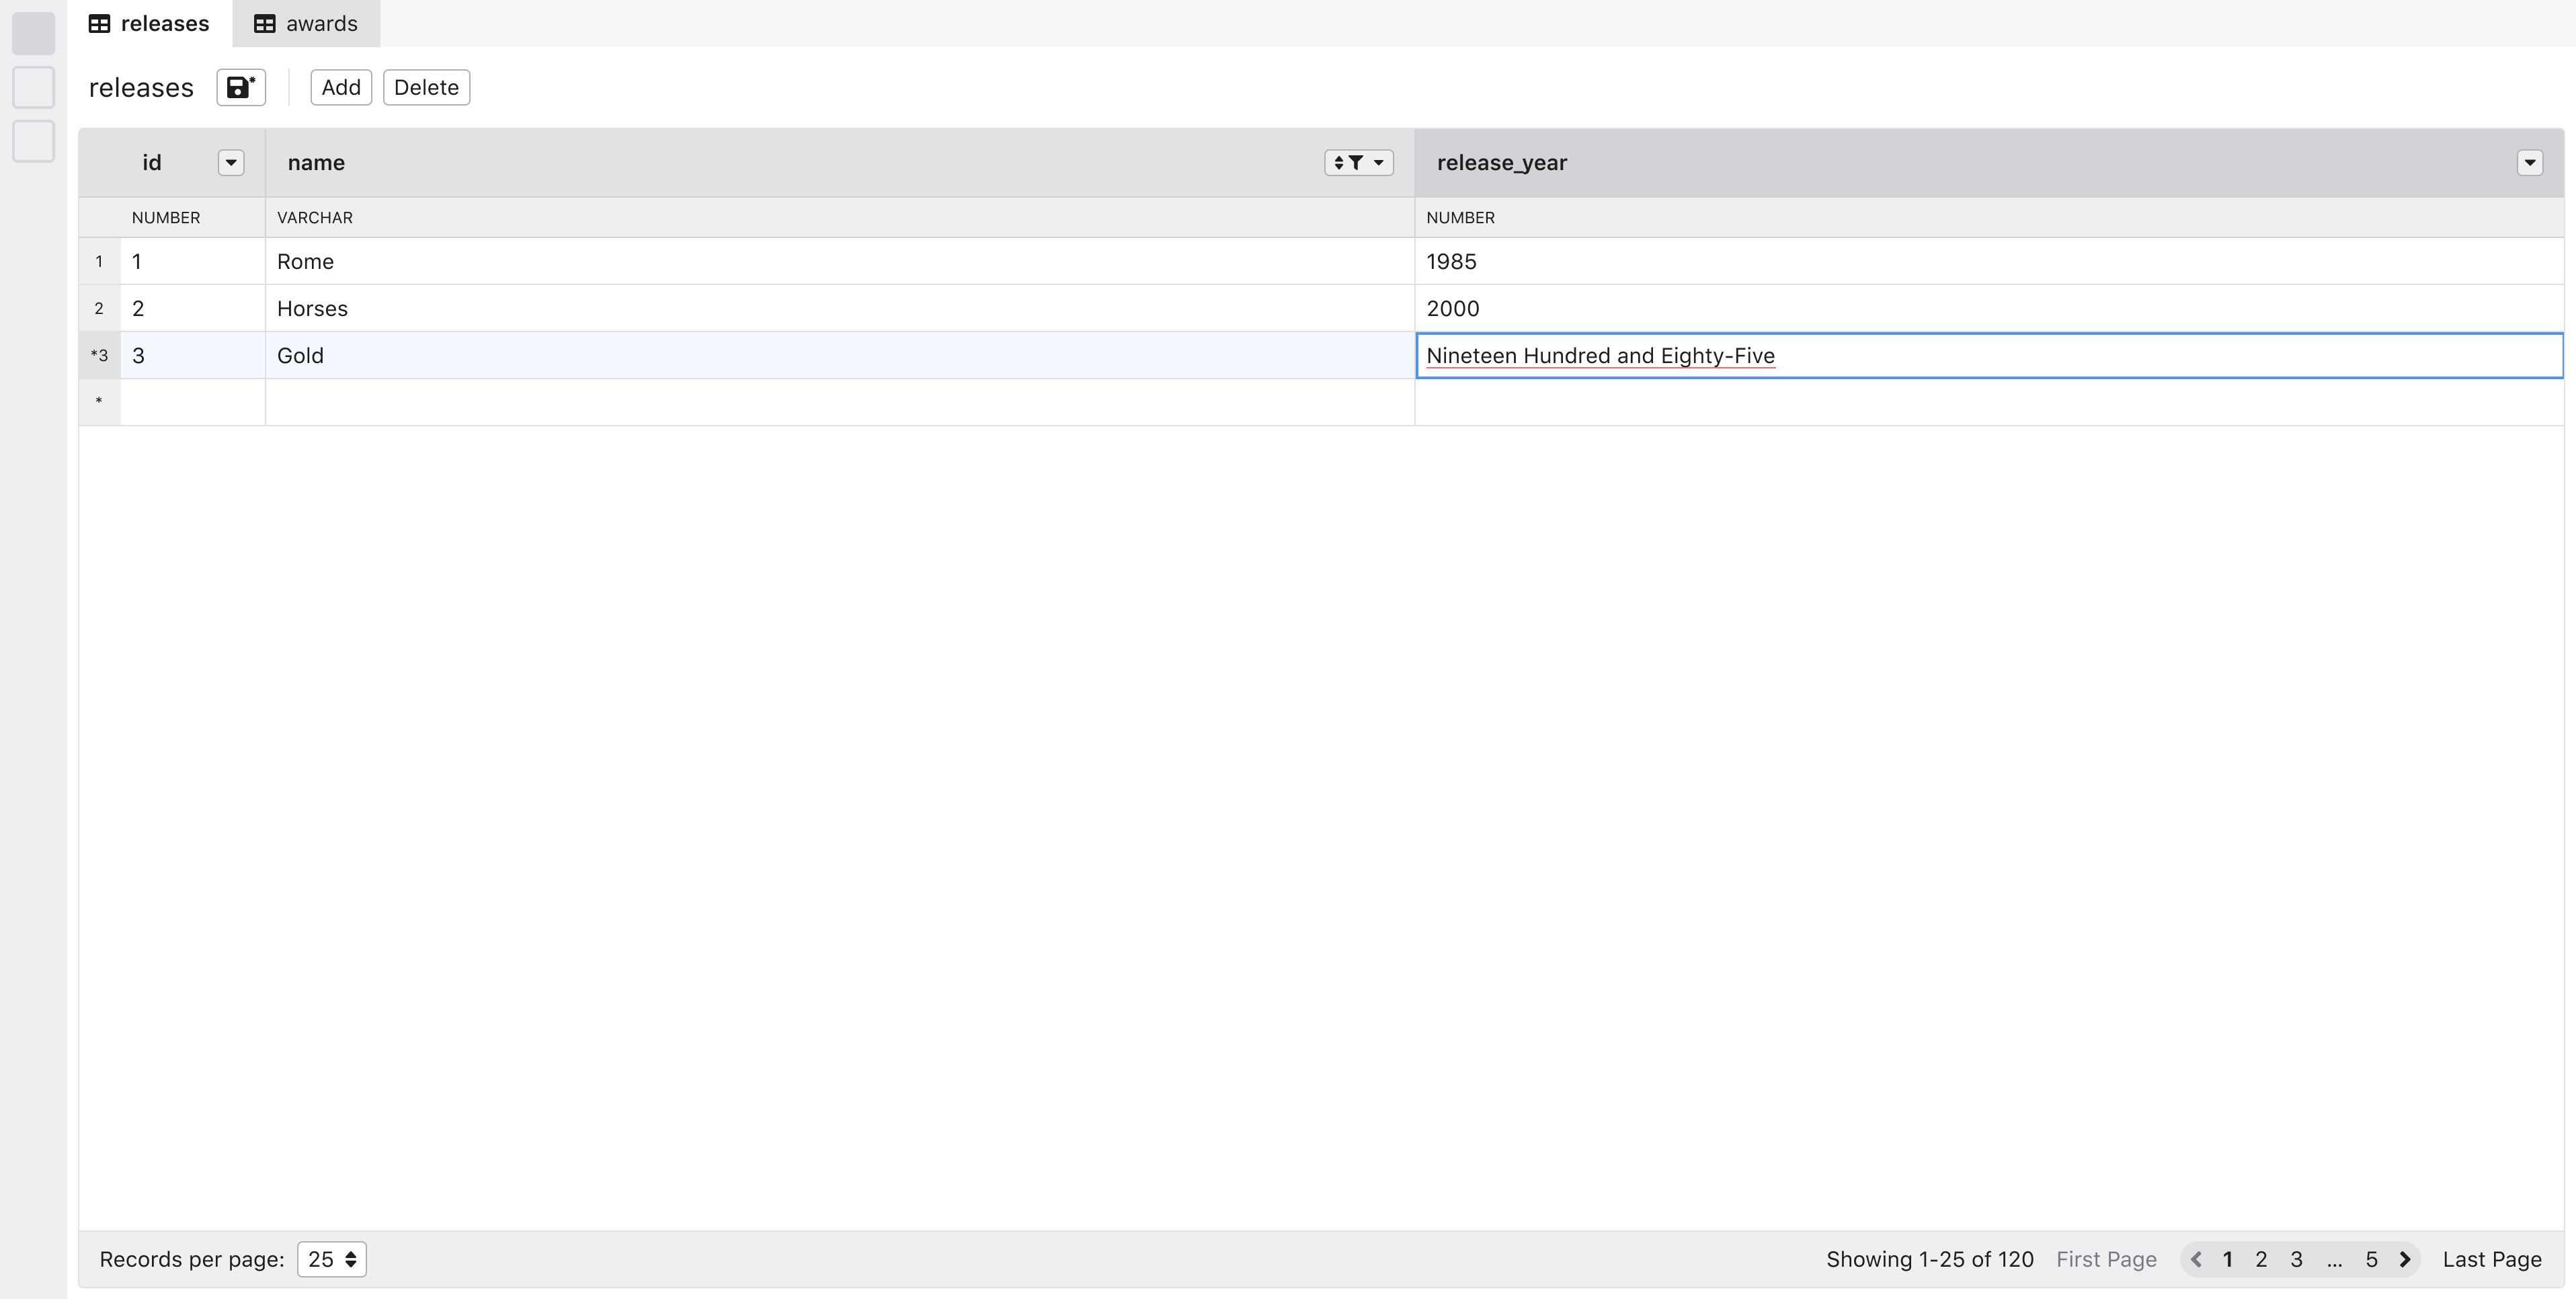 releases awards
releases * Add Delete
id name release_year
NUMBER VARCHAR NUMBER
1 1 Rome 1985
2 2 Horses 2000
*3 3 Gold Nineteen Hundred and Eighty-Five
*
Records per page: 25 Showing 1-25 of 120 First Page 1 2 3 ... 5 Last Page